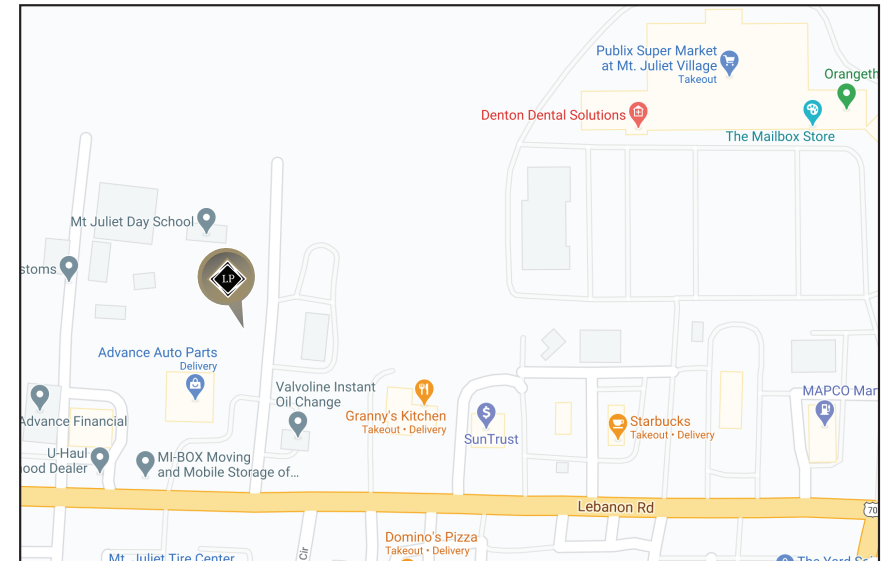 Publix Super Market
at Mt. Juliet Village
Takeout
Orangeth
Denton Dental Solutions
The Mailbox Store
Mt Juliet Day School
stoms
LP
Advance Auto Parts
Delivery
Valvoline Instant
Oil Change
Granny's Kitchen
Takeout • Delivery
MAPCO Mar
Advance Financial
SunTrust
Starbucks
Takeout • Delivery
U-Haul
ood Dealer
MI-BOX Moving
and Mobile Storage of...
Lebanon Rd
70
Domino's Pizza
Takeout • Delivery
Cir
Mt. Juliet Tire Center